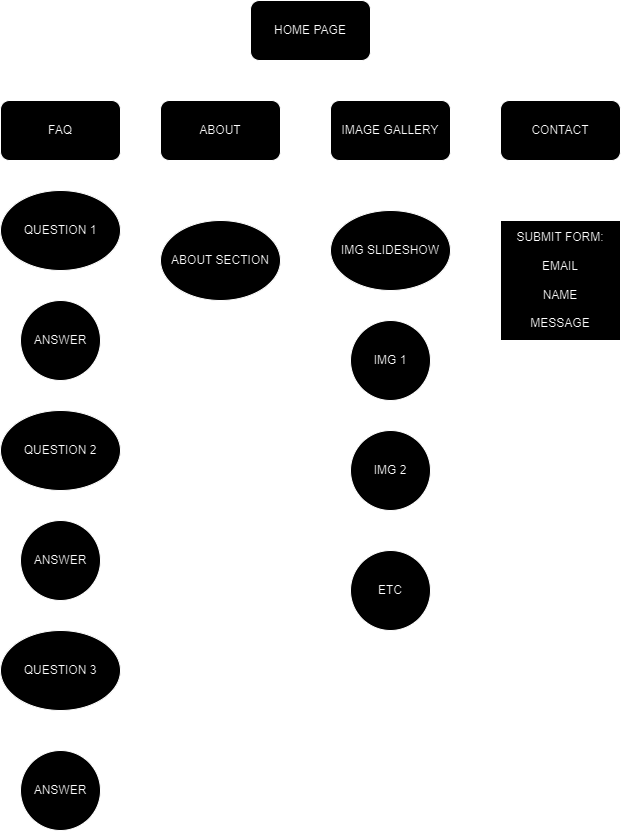 HOME PAGE
FAQ
ABOUT
IMAGE GALLERY
CONTACT
QUESTION 1
ANSWER
QUESTION 2
ANSWER
QUESTION 3
ANSWER
ABOUT SECTION
IMG SLIDESHOW
IMG 1
IMG 2
ETC
SUBMIT FORM:
EMAIL
NAME
MESSAGE